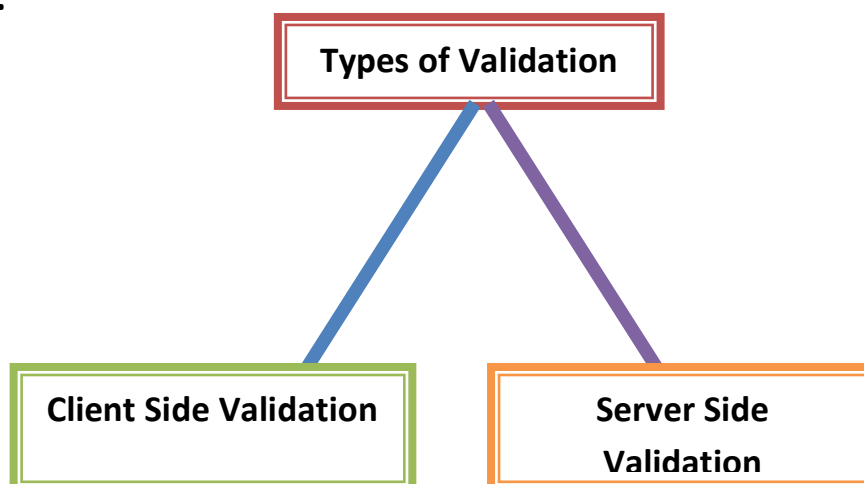 Types of Validation
Client Side Validation
Server Side
Validation